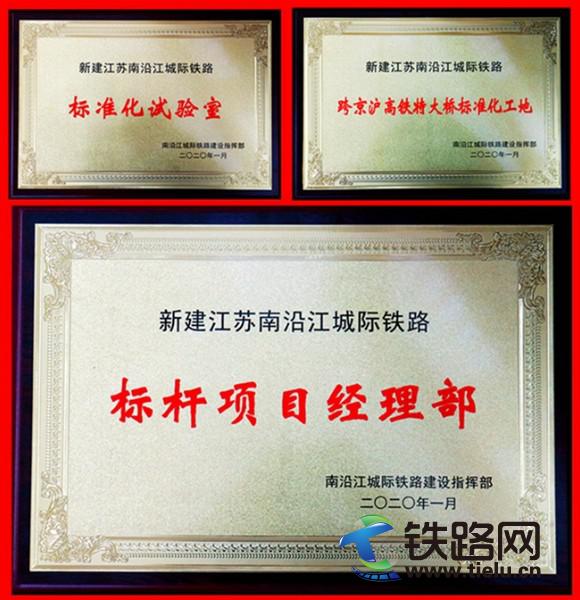 新建江苏南沿江城际铁路
标准化试验室
南沿江城际铁路建设指挥部
二〇二〇年一月
新建江苏南沿江城际铁路
跨京沪高铁特大桥标准化工地
南沿江城际铁路建设指挥部
二〇二〇年一月
新建江苏南沿江城际铁路
标杆项目经理部
南沿江城际铁路建设指挥部
二〇二〇年一月
铁路网
www.tielu.cn